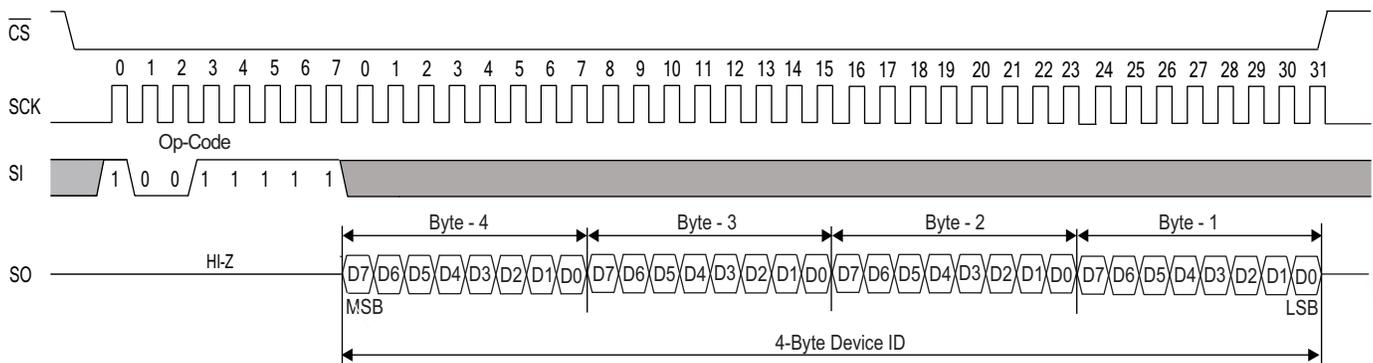 CS
0 1 2 3 4 5 6 7 0 1 2 3 4 5 6 7 8 9 10 11 12 13 14 15 16 17 18 19 20 21 22 23 24 25 26 27 28 29 30 31
SCK
Op-Code
SI 1 0 0 1 1 1 1 1
Byte - 4 Byte - 3 Byte - 2 Byte - 1
SO HI-Z D7 D6 D5 D4 D3 D2 D1 D0 D7 D6 D5 D4 D3 D2 D1 D0 D7 D6 D5 D4 D3 D2 D1 D0 D7 D6 D5 D4 D3 D2 D1 D0
MSB LSB
4-Byte Device ID